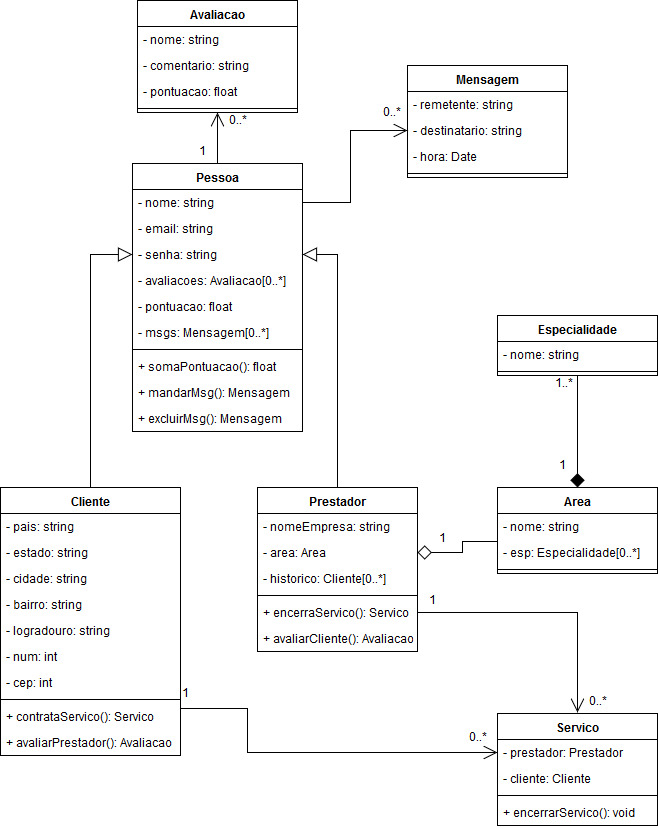 Avaliacao
- nome: string
- comentario: string
- pontuacao: float
0..*
1
Mensagem
- remetente: string
- destinatario: string
- hora: Date
0..*
Pessoa
- nome: string
- email: string
- senha: string
- avaliacoes: Avaliacao[0..*]
- pontuacao: float
- msgs: Mensagem[0..*]
+ somaPontuacao(): float
+ mandarMsg(): Mensagem
+ excluirMsg(): Mensagem
Especialidade
- nome: string
1..*
1
Cliente
- pais: string
- estado: string
- cidade: string
- bairro: string
- logradouro: string
- num: int
- cep: int
+ contrataServico(): Servico
+ avaliarPrestador(): Avaliacao
1
0..*
Prestador
- nomeEmpresa: string
- area: Area
- historico: Cliente[0..*]
+ encerraServico(): Servico
+ avaliarCliente(): Avaliacao
1
1
0..*
Area
- nome: string
- esp: Especialidade[0..*]
Servico
- prestador: Prestador
- cliente: Cliente
+ encerrarServico(): void